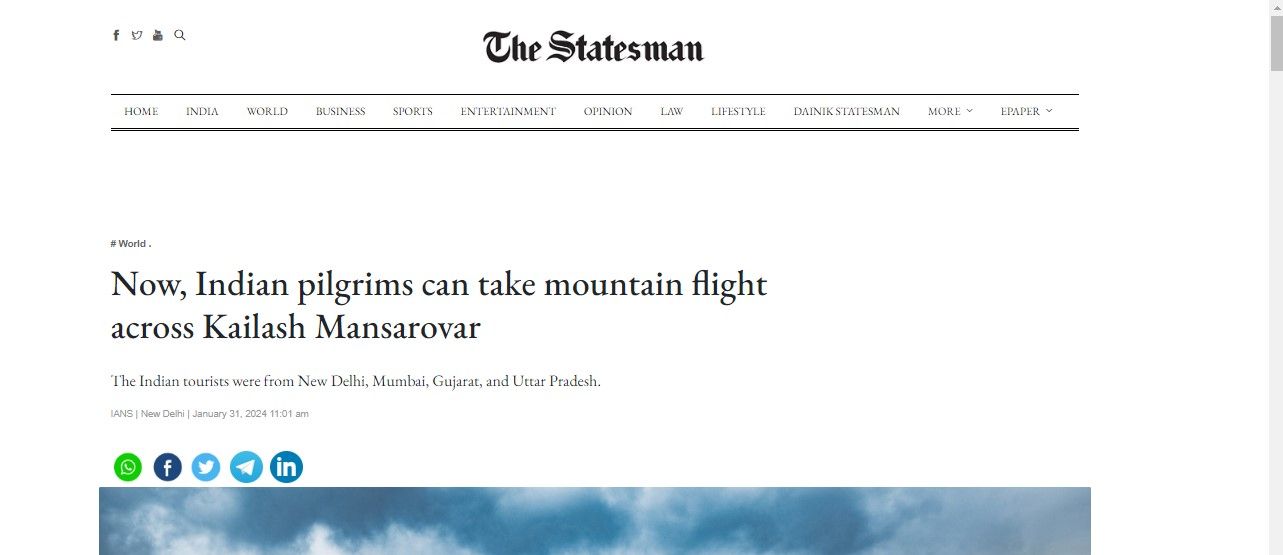 The Statesman
HOME INDIA WORLD BUSINESS SPORTS ENTERTAINMENT OPINION LAW LIFESTYLE DAINIK STATESMAN MORE EPAPER
# World .
Now, Indian pilgrims can take mountain flight
across Kailash Mansarovar
The Indian tourists were from New Delhi, Mumbai, Gujarat, and Uttar Pradesh.
IANS | New Delhi | January 31, 2024 11:01 am